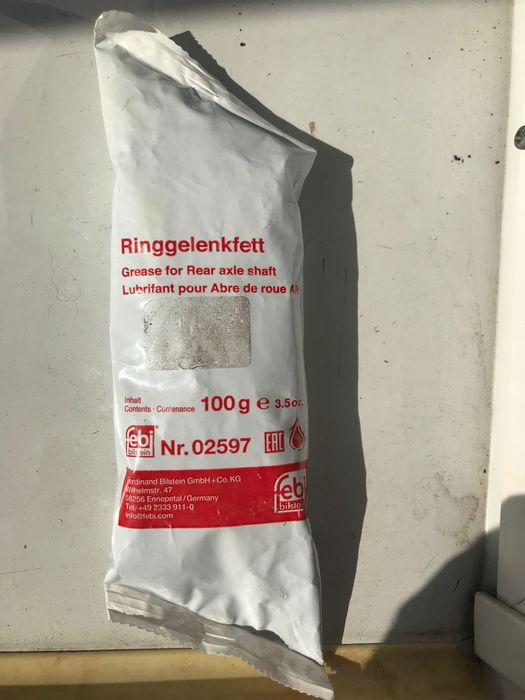 Ringgelenkfett
Grease for Rear axle shaft
Lubrifiant pour Abre de roue AR
Inhalt
Contents · Contenance 100 g ℮ 3.5 oz.
febi
bilstein
Nr. 02597
EAC
Ferdinand Bilstein GmbH + Co. KG
Wilhelmstr. 47
58256 Ennepetal / Germany
Tel. +49 2333 911-0
info@febi.com
febi
bilstein